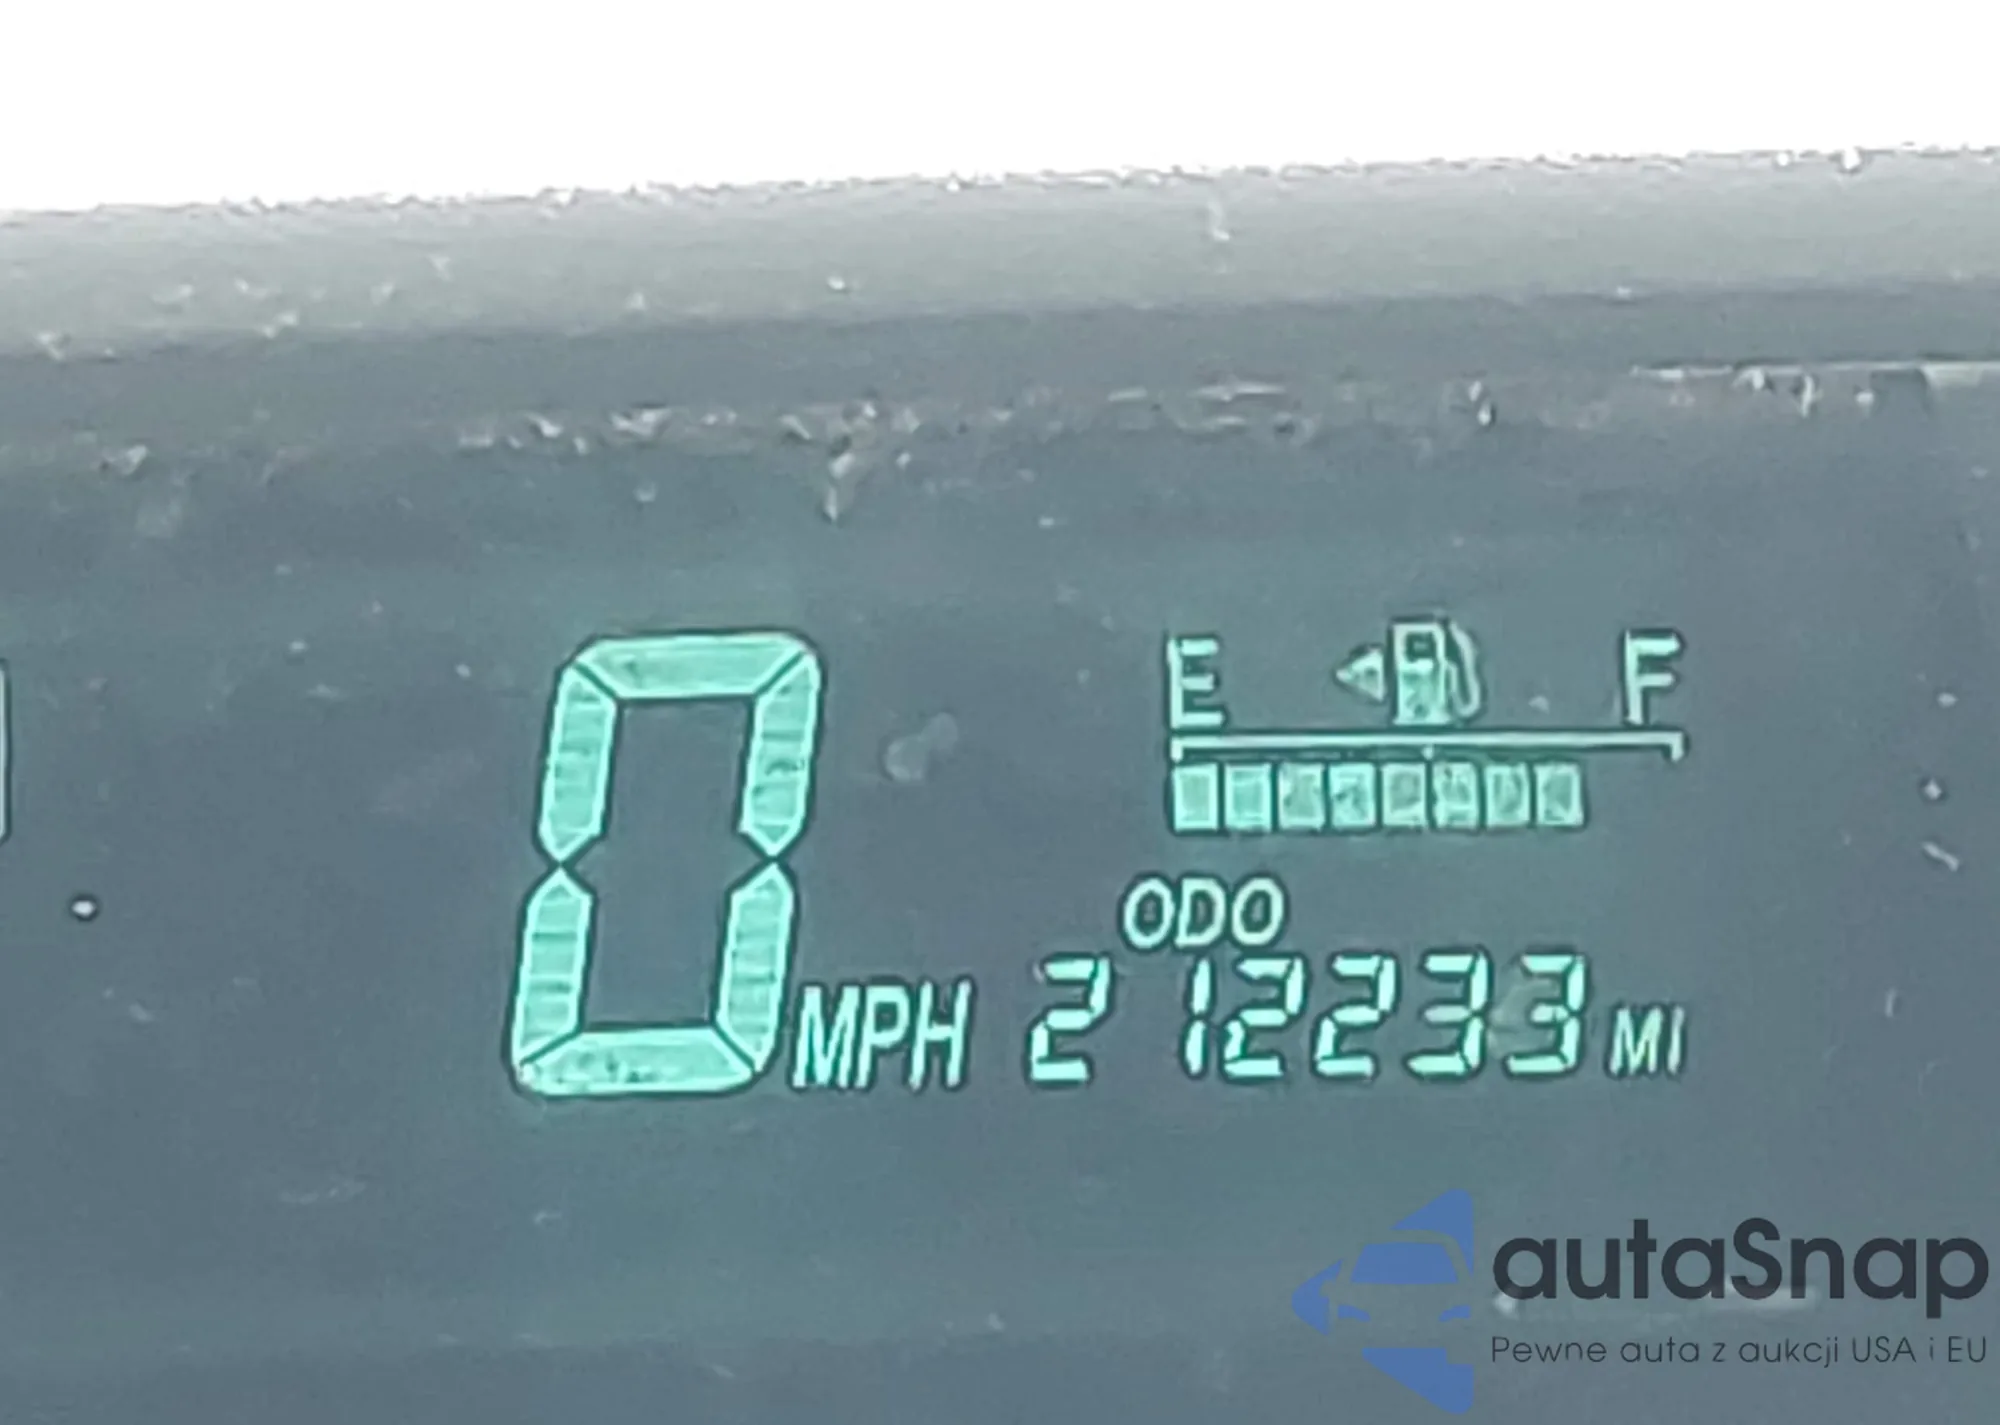 E F
ODO
0 MPH 212233 MI
autaSnap
Pewne auta z aukcji USA i EU